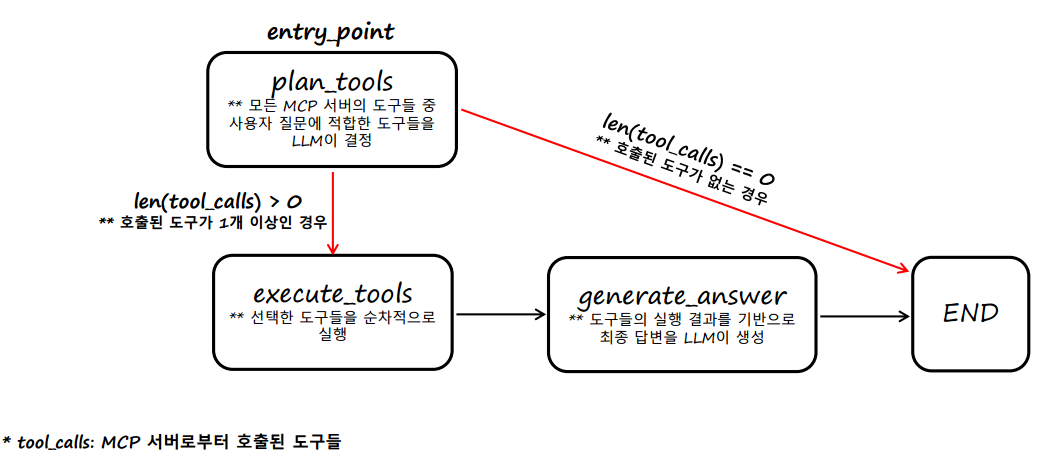 entry_point
plan_tools
** 모든 MCP 서버의 도구들 중
사용자 질문에 적합한 도구들을
LLM이 결정
len(tool_calls) == 0
** 호출된 도구가 없는 경우
len(tool_calls) > 0
** 호출된 도구가 1개 이상인 경우
execute_tools
** 선택한 도구들을 순차적으로
실행
generate_answer
** 도구들의 실행 결과를 기반으로
최종 답변을 LLM이 생성
END
* tool_calls: MCP 서버로부터 호출된 도구들